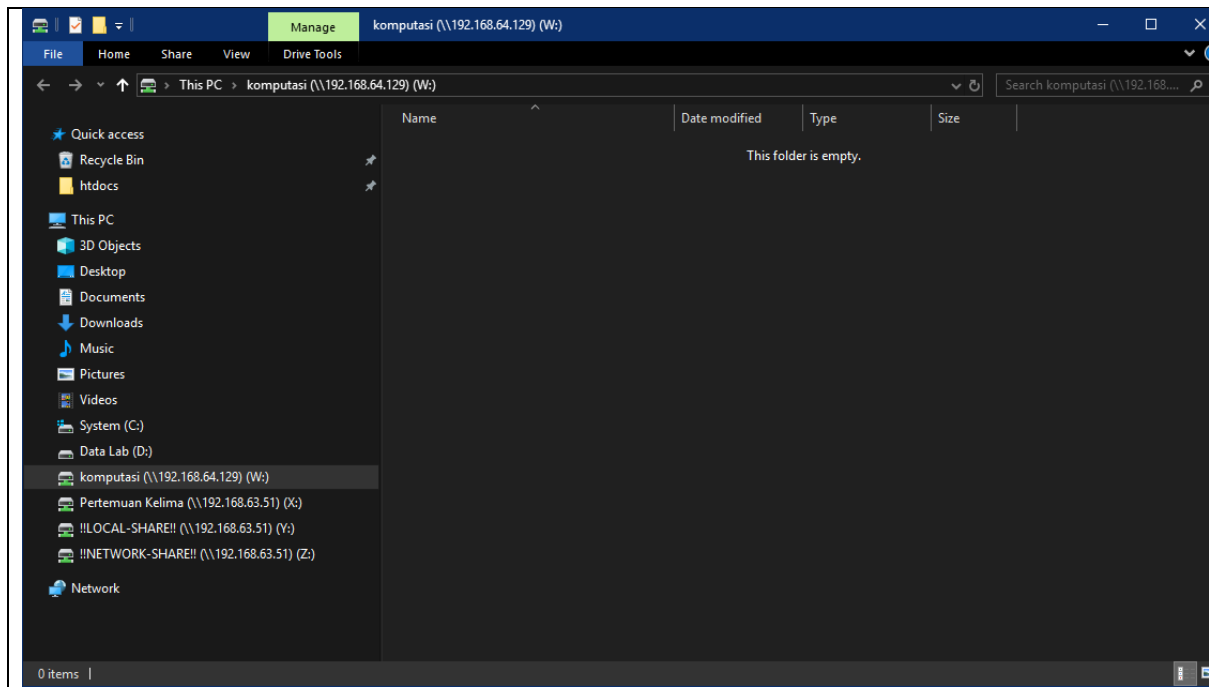 Manage komputasi (\\192.168.64.129) (W:)
File Home Share View Drive Tools
This PC komputasi (\\192.168.64.129) (W:) Search komputasi (\\192.168....
Name Date modified Type Size
This folder is empty.
Quick access
Recycle Bin
htdocs
This PC
3D Objects
Desktop
Documents
Downloads
Music
Pictures
Videos
System (C:)
Data Lab (D:)
komputasi (\\192.168.64.129) (W:)
Pertemuan Kelima (\\192.168.63.51) (X:)
!!LOCAL-SHARE!! (\\192.168.63.51) (Y:)
!!NETWORK-SHARE!! (\\192.168.63.51) (Z:)
Network
0 items